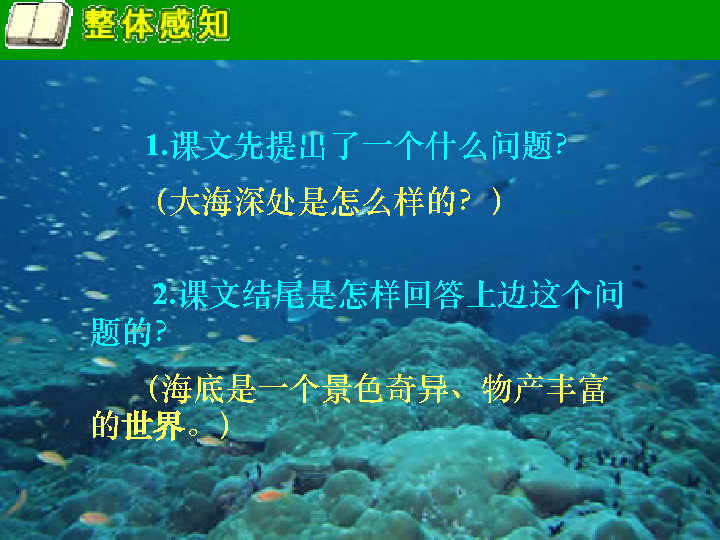 整体感知
1.课文先提出了一个什么问题?
(大海深处是怎么样的? )
2.课文结尾是怎样回答上边这个问
题的?
(海底是一个景色奇异、物产丰富
的世界。)